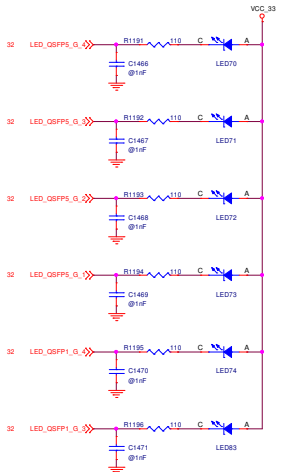 VCC_33
32 LED_QSFP5_G_4 R1191 110 C A
C1466 LED70
@1nF
32 LED_QSFP5_G_3 R1192 110 C A
C1467 LED71
@1nF
32 LED_QSFP5_G_2 R1193 110 C A
C1468 LED72
@1nF
32 LED_QSFP5_G_1 R1194 110 C A
C1469 LED73
@1nF
32 LED_QSFP1_G_4 R1195 110 C A
C1470 LED74
@1nF
32 LED_QSFP1_G_3 R1196 110 C A
C1471 LED83
@1nF